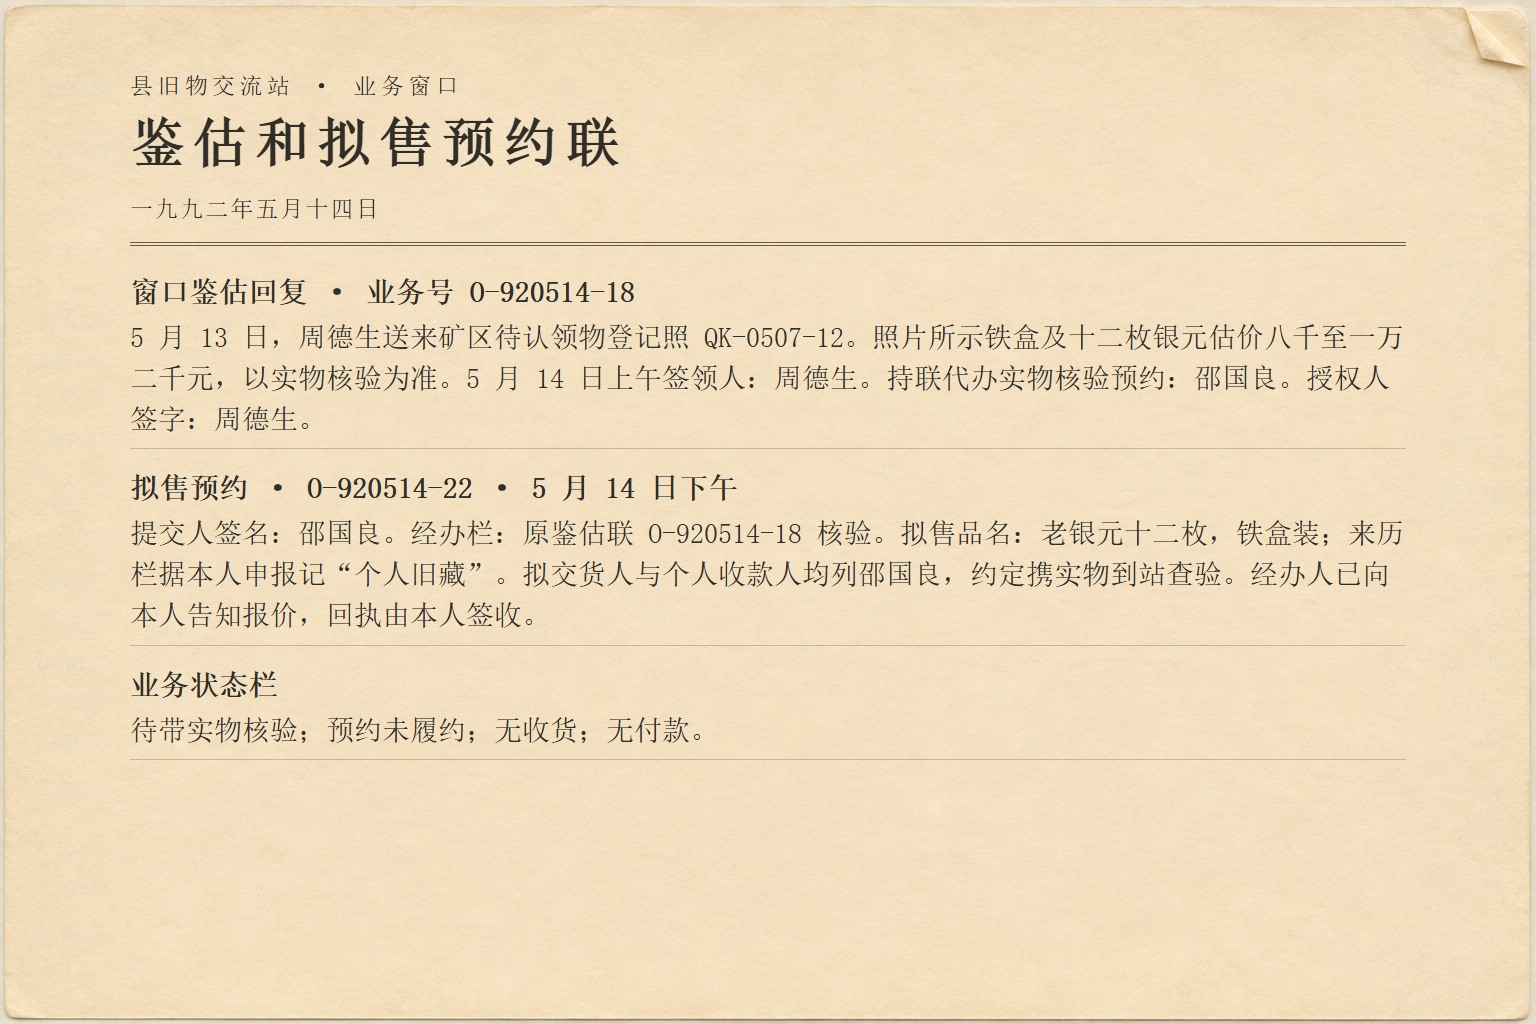 县旧物交流站 • 业务窗口
鉴估和拟售预约联
一九九二年五月十四日
窗口鉴估回复 • 业务号 O-920514-18
5 月 13 日，周德生送来矿区待认领物登记照 QK-0507-12。照片所示铁盒及十二枚银元估价八千至一万
二千元，以实物核验为准。5 月 14 日上午签领人：周德生。持联代办实物核验预约：邵国良。授权人
签字：周德生。
拟售预约 • O-920514-22 • 5 月 14 日下午
提交人签名：邵国良。经办栏：原鉴估联 O-920514-18 核验。拟售品名：老银元十二枚，铁盒装；来历
栏据本人申报记“个人旧藏”。拟交货人与个人收款人均列邵国良，约定携实物到站查验。经办人已向
本人告知报价，回执由本人签收。
业务状态栏
待带实物核验；预约未履约；无收货；无付款。